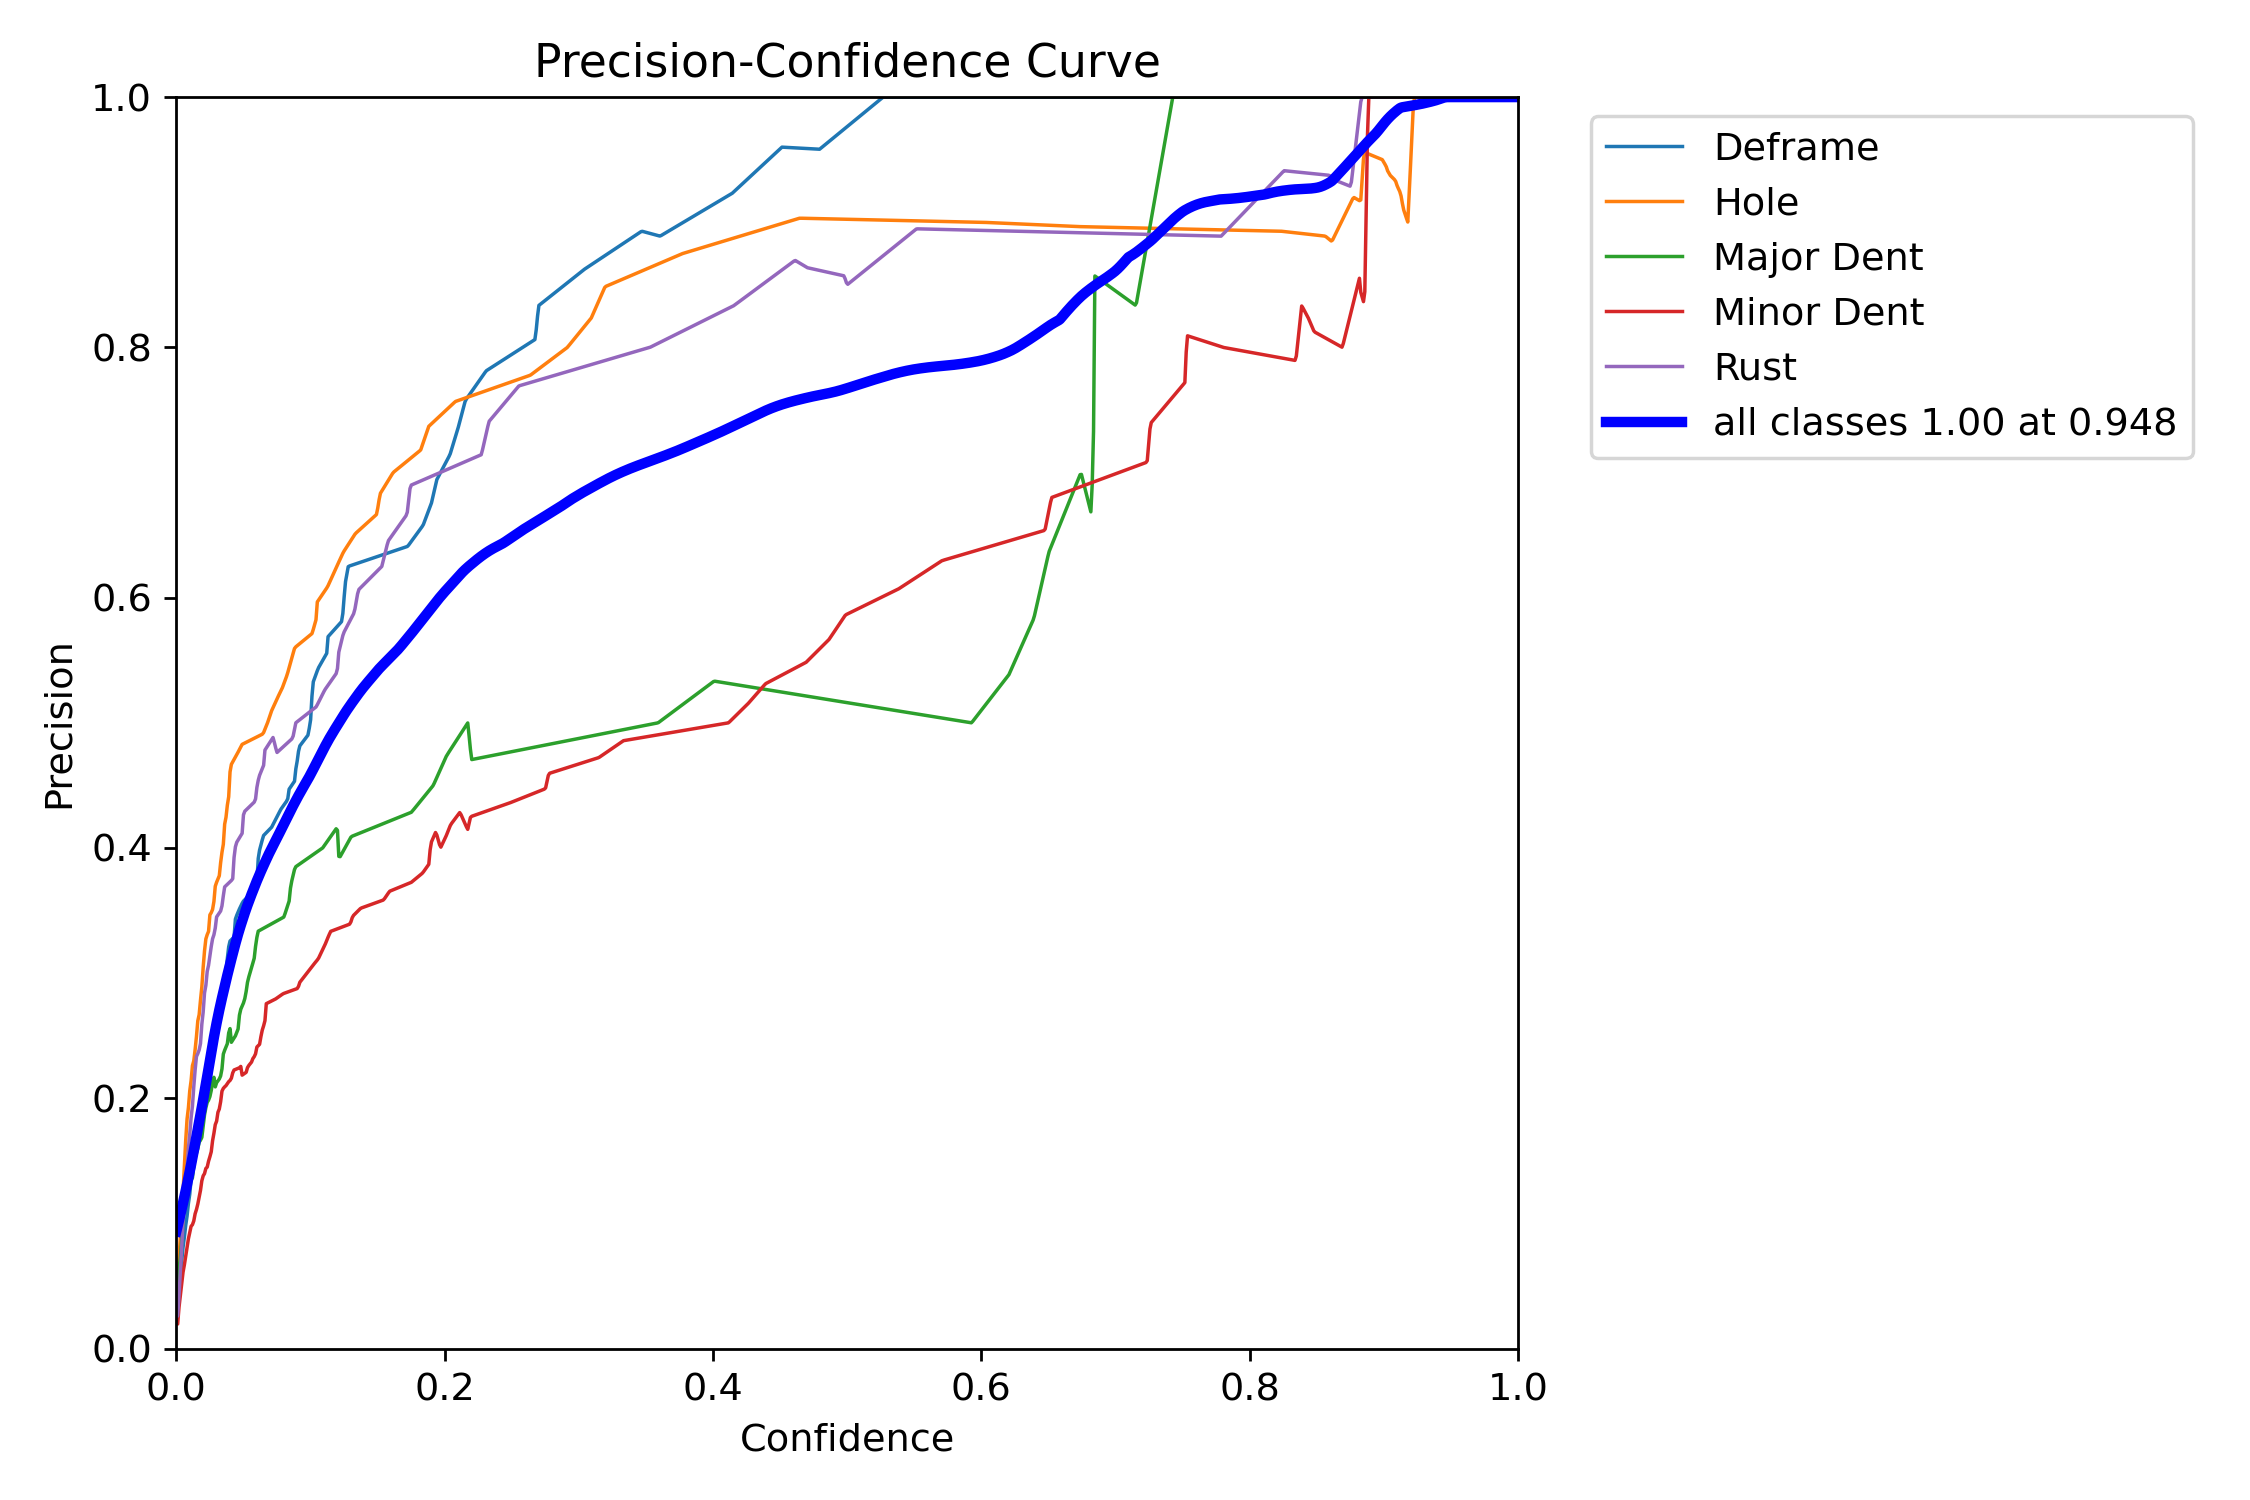 Precision-Confidence Curve
1.0
0.8
0.6
0.4
0.2
0.0
Precision
0.0 0.2 0.4 0.6 0.8 1.0
Confidence
Deframe
Hole
Major Dent
Minor Dent
Rust
all classes 1.00 at 0.948